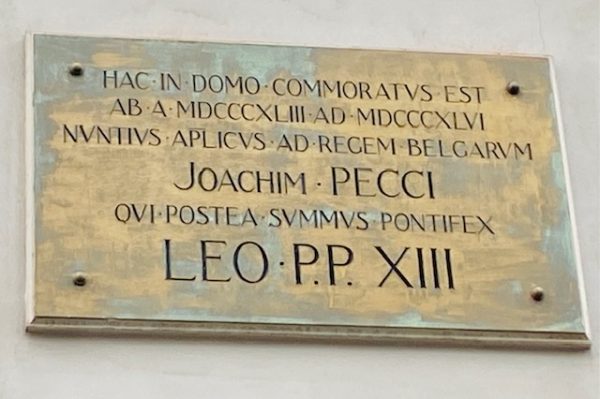 HAC·IN·DOMO·COMMORATVS·EST
AB·A·MDCCCXLIII·AD·MDCCCXLVI
NVNTIVS·APLICVS·AD·REGEM·BELGARVM
JOACHIM·PECCI
QVI·POSTEA·SVMMVS·PONTIFEX
LEO·P.P. XIII